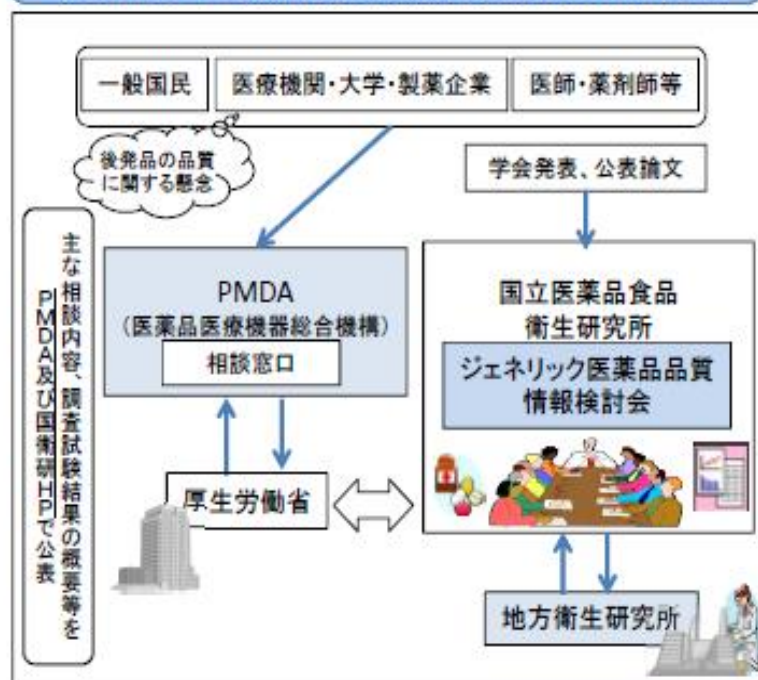 一般国民
医療機関・大学・製薬企業
医師・薬剤師等
後発品の品質
に関する懸念
学会発表、公表論文
主な相談内容、調査試験結果の概要等を
PMDA及び国衛研HPで公表
PMDA
（医薬品医療機器総合機構）
相談窓口
国立医薬品食品
衛生研究所
ジェネリック医薬品品質
情報検討会
厚生労働省
地方衛生研究所